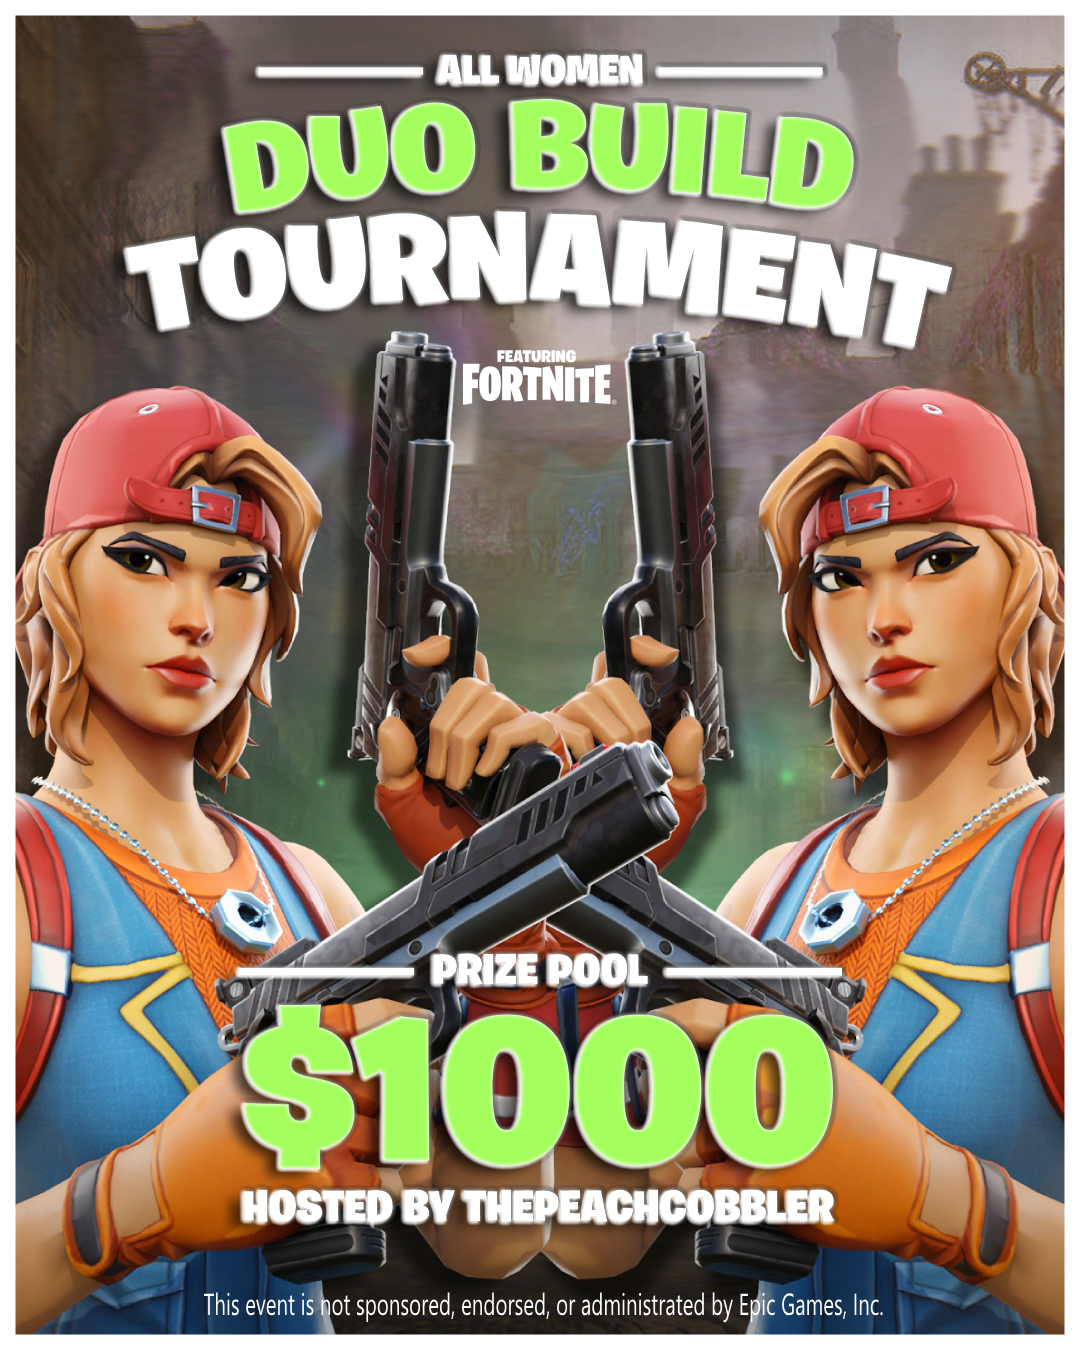 ALL WOMEN
DUO BUILD
TOURNAMENT
FEATURING
FORTNITE
PRIZE POOL
$1000
HOSTED BY THEPEACHCOBBLER
This event is not sponsored, endorsed, or administrated by Epic Games, Inc.